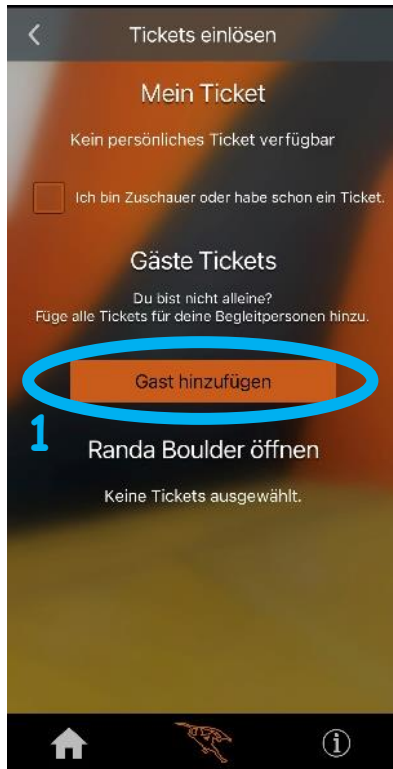 Tickets einlösen
Mein Ticket
Kein persönliches Ticket verfügbar
Ich bin Zuschauer oder habe schon ein Ticket.
Gäste Tickets
Du bist nicht alleine?
Füge alle Tickets für deine Begleitpersonen hinzu.
Gast hinzufügen
1
Randa Boulder öffnen
Keine Tickets ausgewählt.